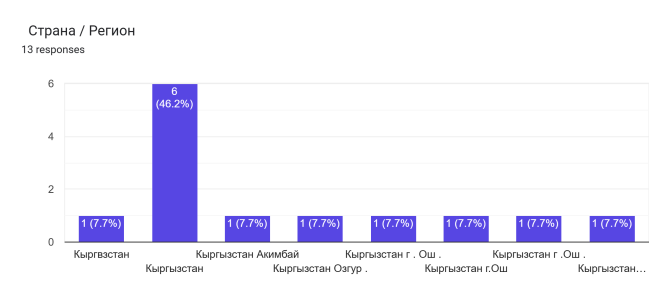 Страна / Регион
13 responses
6
4
2
0
6
(46.2%)
1 (7.7%)
1 (7.7%)
1 (7.7%)
1 (7.7%)
1 (7.7%)
1 (7.7%)
1 (7.7%)
Кыргвзстан
Кыргызстан
Кыргызстан Акимбай
Кыргызстан Озгур .
Кыргызстан г . Ош .
Кыргызстан г.Ош
Кыргызстан г .Ош .
Кыргызстан…